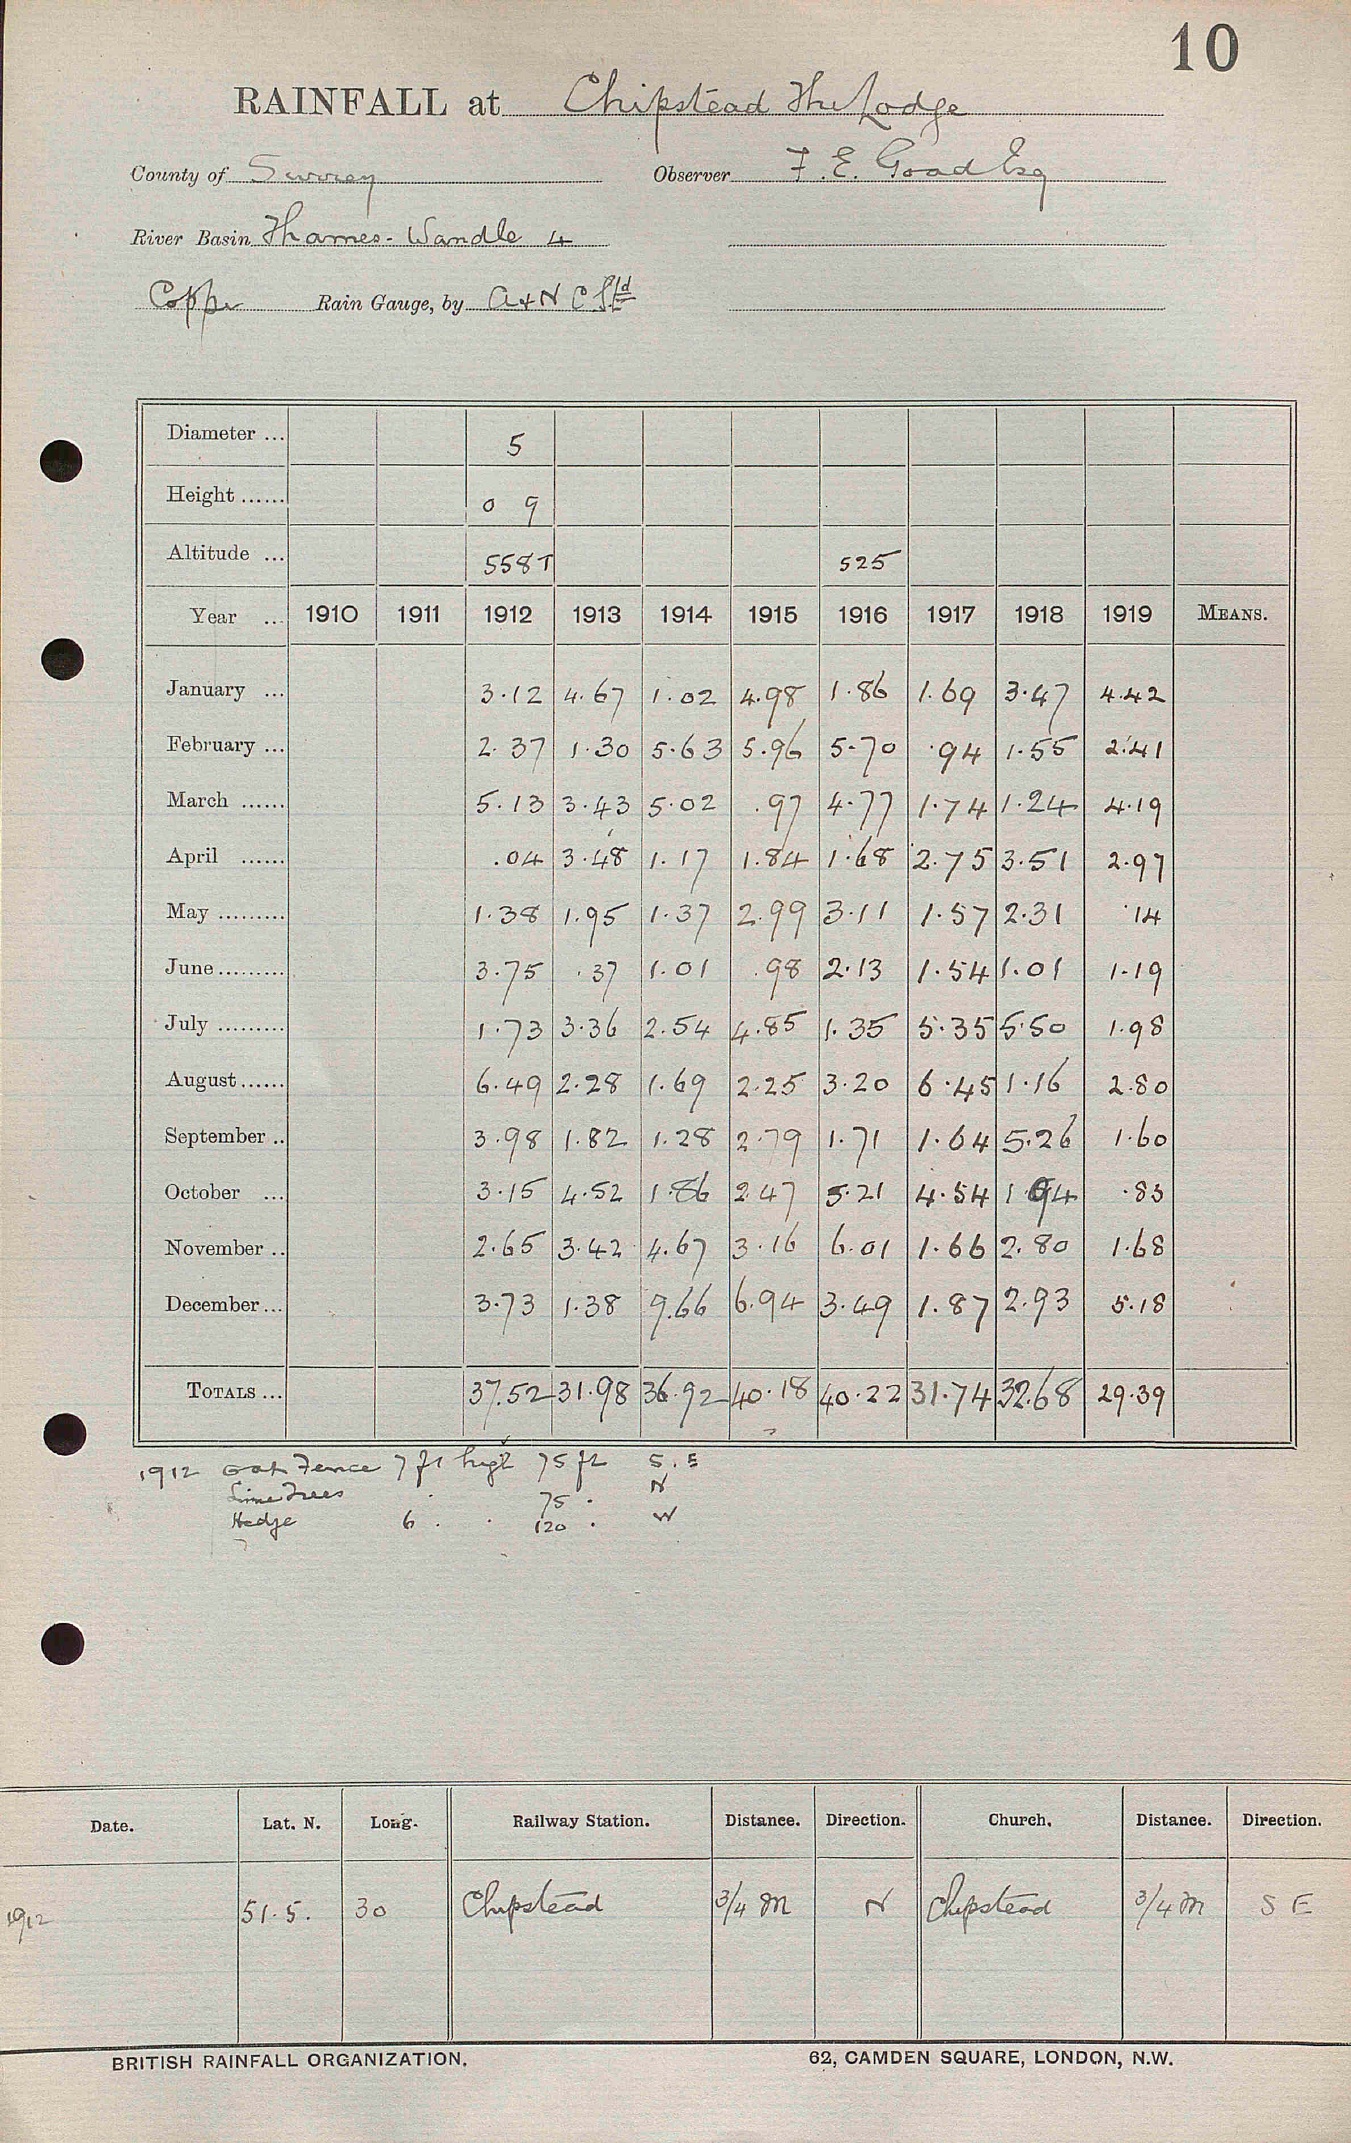 10
RAINFALL at Chipstead The Lodge
County of Surrey Observer F. E. Goad Esq
River Basin Thames - Wandle 4
Copper Rain Gauge, by A & N C S Ltd
Diameter ... 5
Height ...... 0 9
Altitude ... 558T 525
Year ... 1910 1911 1912 1913 1914 1915 1916 1917 1918 1919 MEANS.
January ... 3.12 4.67 1.02 4.98 1.86 1.69 3.47 4.42
February ... 2.37 1.30 5.63 5.96 5.70 .94 1.55 2.41
March ...... 5.13 3.43 5.02 .97 4.77 1.74 1.24 4.19
April ...... .04 3.48 1.17 1.84 1.68 2.75 3.51 2.97
May ......... 1.38 1.95 1.37 2.99 3.11 1.57 2.31 .14
June ......... 3.75 .37 1.01 .98 2.13 1.54 1.01 1.19
July ......... 1.73 3.36 2.54 4.85 1.35 5.35 5.50 1.98
August ...... 6.49 2.28 1.69 2.25 3.20 6.45 1.16 2.80
September .. 3.98 1.82 1.28 2.79 1.71 1.64 5.26 1.60
October ... 3.15 4.52 1.86 2.47 5.21 4.54 1.94 .83
November .. 2.65 3.42 4.67 3.16 6.01 1.66 2.80 1.68
December ... 3.73 1.38 9.66 6.94 3.49 1.87 2.93 5.18
TOTALS ... 37.52 31.98 36.92 40.18 40.22 31.74 32.68 29.39
1912 Oak Fence 7 ft high 75 ft S.E
Lime Trees 75 . N
Hedge 6 . . 120 . W
Date. Lat. N. Long. Railway Station. Distance. Direction. Church. Distance. Direction.
1912 51.5. 30 Chipstead 3/4 m N Chipstead 3/4 m S E
BRITISH RAINFALL ORGANIZATION. 62, CAMDEN SQUARE, LONDON, N.W.